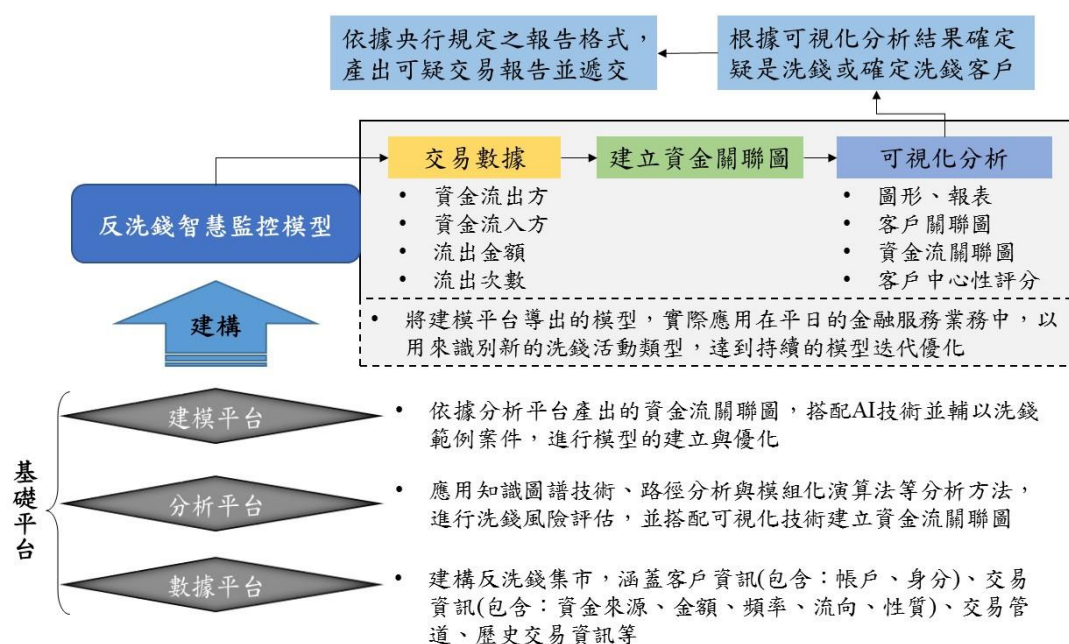 依據央行規定之報告格式，
產出可疑交易報告並遞交
根據可視化分析結果確定
疑是洗錢或確定洗錢客戶
反洗錢智慧監控模型
交易數據
• 資金流出方
• 資金流入方
• 流出金額
• 流出次數
建立資金關聯圖
可視化分析
• 圖形、報表
• 客戶關聯圖
• 資金流關聯圖
• 客戶中心性評分
• 將建模平台導出的模型，實際應用在平日的金融服務業務中，以
用來識別新的洗錢活動類型，達到持續的模型迭代優化
建構
基礎平台
建模平台
• 依據分析平台產出的資金流關聯圖，搭配AI技術並輔以洗錢
範例案件，進行模型的建立與優化
分析平台
• 應用知識圖譜技術、路徑分析與模組化演算法等分析方法，
進行洗錢風險評估，並搭配可視化技術建立資金流關聯圖
數據平台
• 建構反洗錢集市，涵蓋客戶資訊(包含：帳戶、身分)、交易
資訊(包含：資金來源、金額、頻率、流向、性質)、交易管
道、歷史交易資訊等